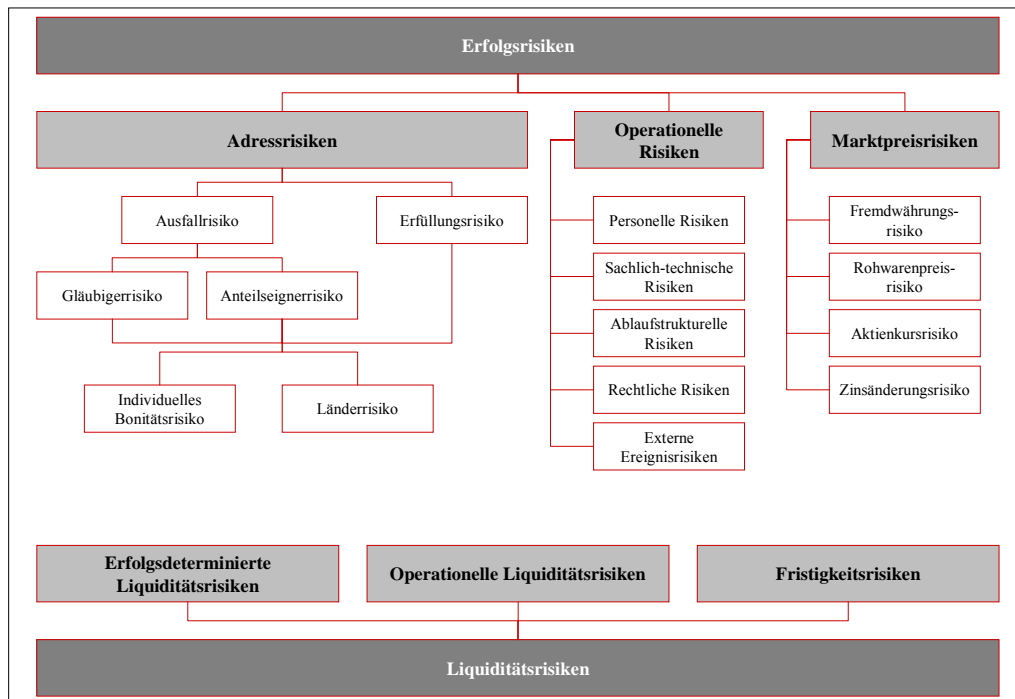 Erfolgsrisiken
Adressrisiken
Operationelle
Risiken
Marktpreisrisiken
Ausfallrisiko
Erfüllungsrisiko
Gläubigerrisiko
Anteilseignerrisiko
Individuelles
Bonitätsrisiko
Länderrisiko
Personelle Risiken
Sachlich-technische
Risiken
Ablaufstrukturelle
Risiken
Rechtliche Risiken
Externe
Ereignisrisiken
Fremdwährungs-
risiko
Rohwarenpreis-
risiko
Aktienkursrisiko
Zinsänderungsrisiko
Erfolgsdeterminierte
Liquiditätsrisiken
Operationelle Liquiditätsrisiken
Fristigkeitsrisiken
Liquiditätsrisiken